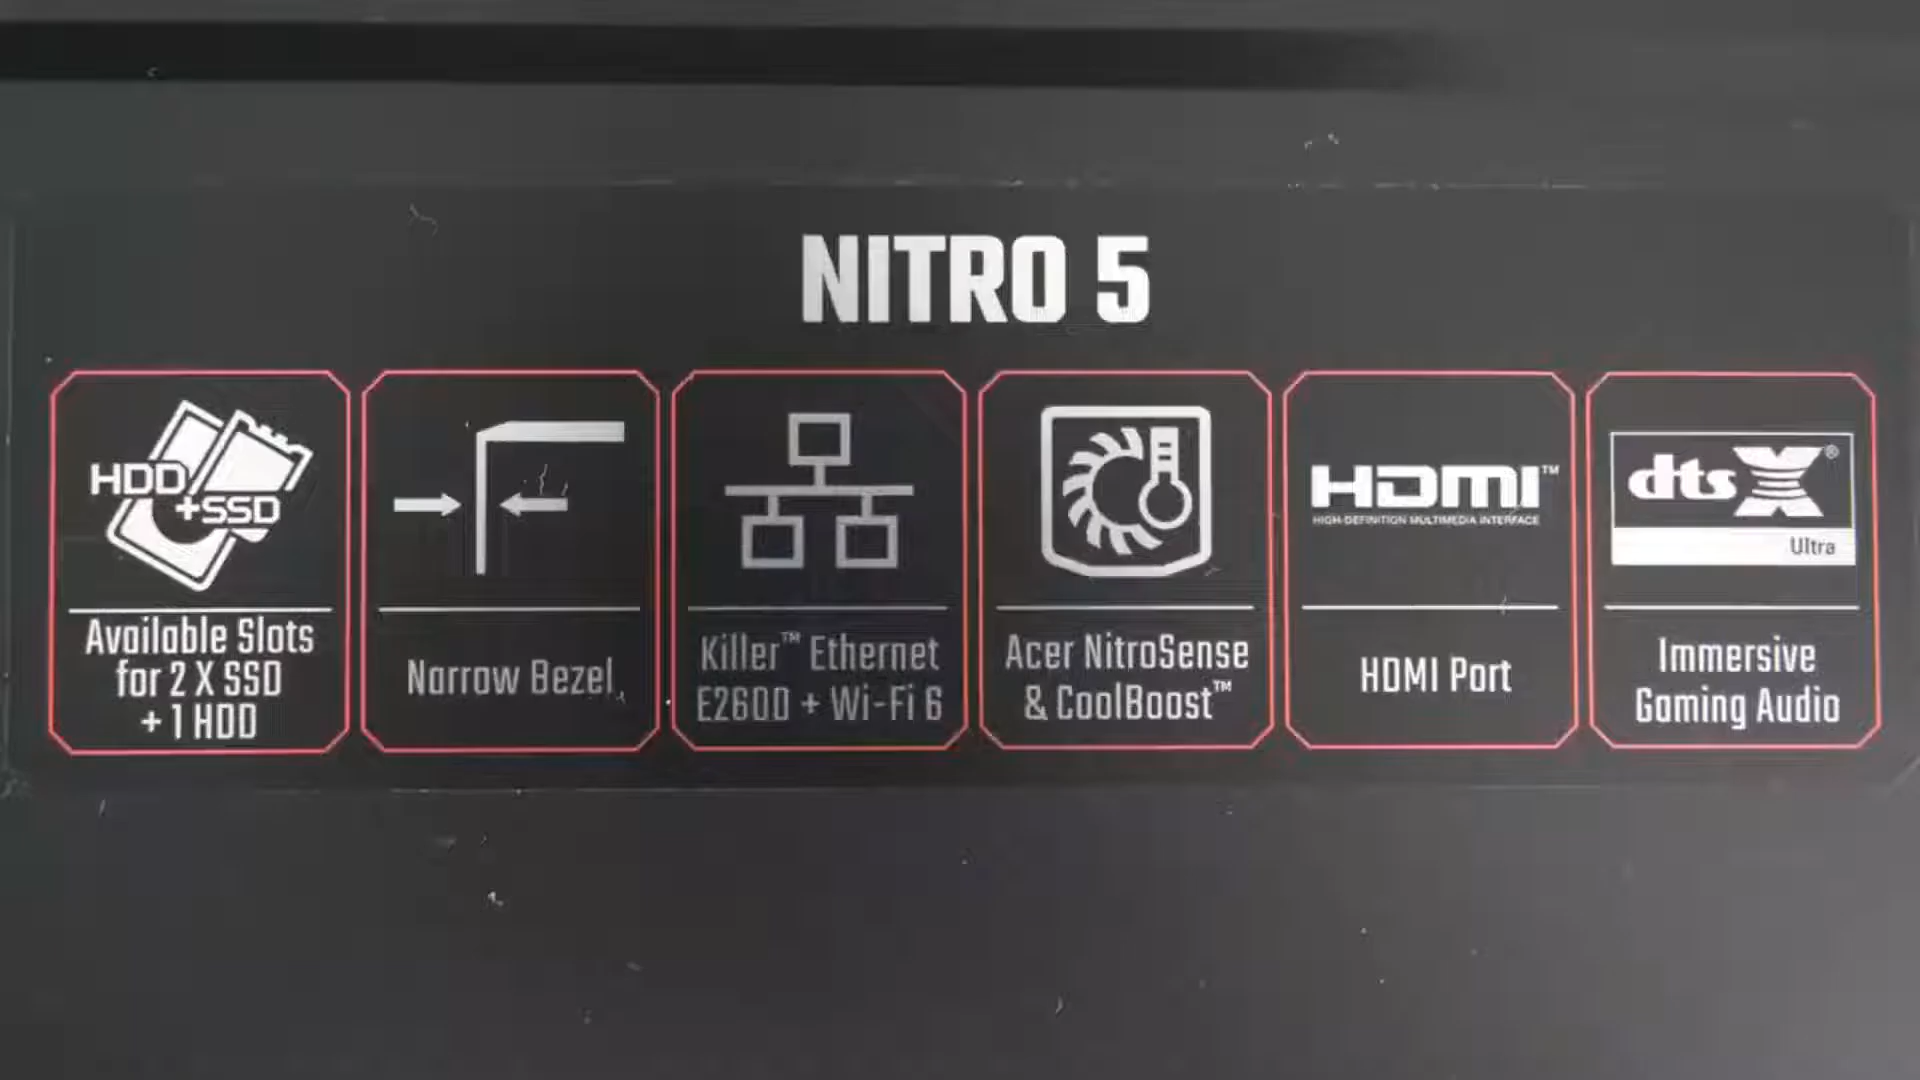 NITRO 5
HDD
+SSD
Available Slots
for 2 X SSD
+ 1 HDD
Narrow Bezel
Killer™ Ethernet
E2600 + Wi-Fi 6
Acer NitroSense
& CoolBoost™
HDMI™
HIGH-DEFINITION MULTIMEDIA INTERFACE
HDMI Port
dts X®
Ultra
Immersive
Gaming Audio